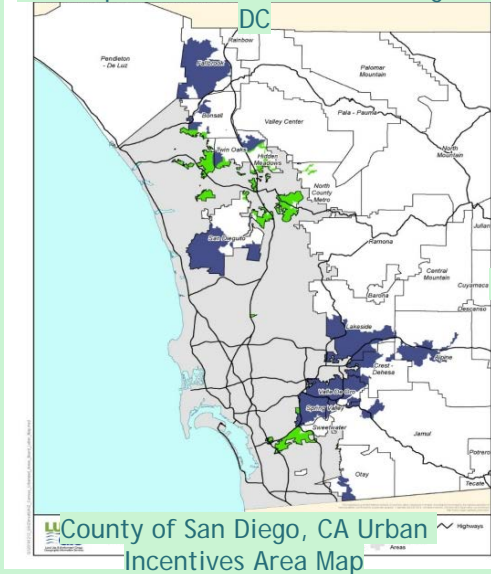 DC
Rainbow
Pendleton
- De Luz
Fallbrook
Palomar
Mountain
Bonsall
Pala - Pauma
Valley Center
Twin Oaks
Hidden
Meadows
North
Mountain
North
County
Metro
San Dieguito
Ramona
Julian
Central
Mountain
Cuyamaca
Barona
Descanso
Lakeside
Alpine
Crest -
Dehesa
Valle De Oro
Spring Valley
Sweetwater
Jamul
Potrero
Otay
Tecate
Highways
Areas
County of San Diego, CA Urban
Incentives Area Map